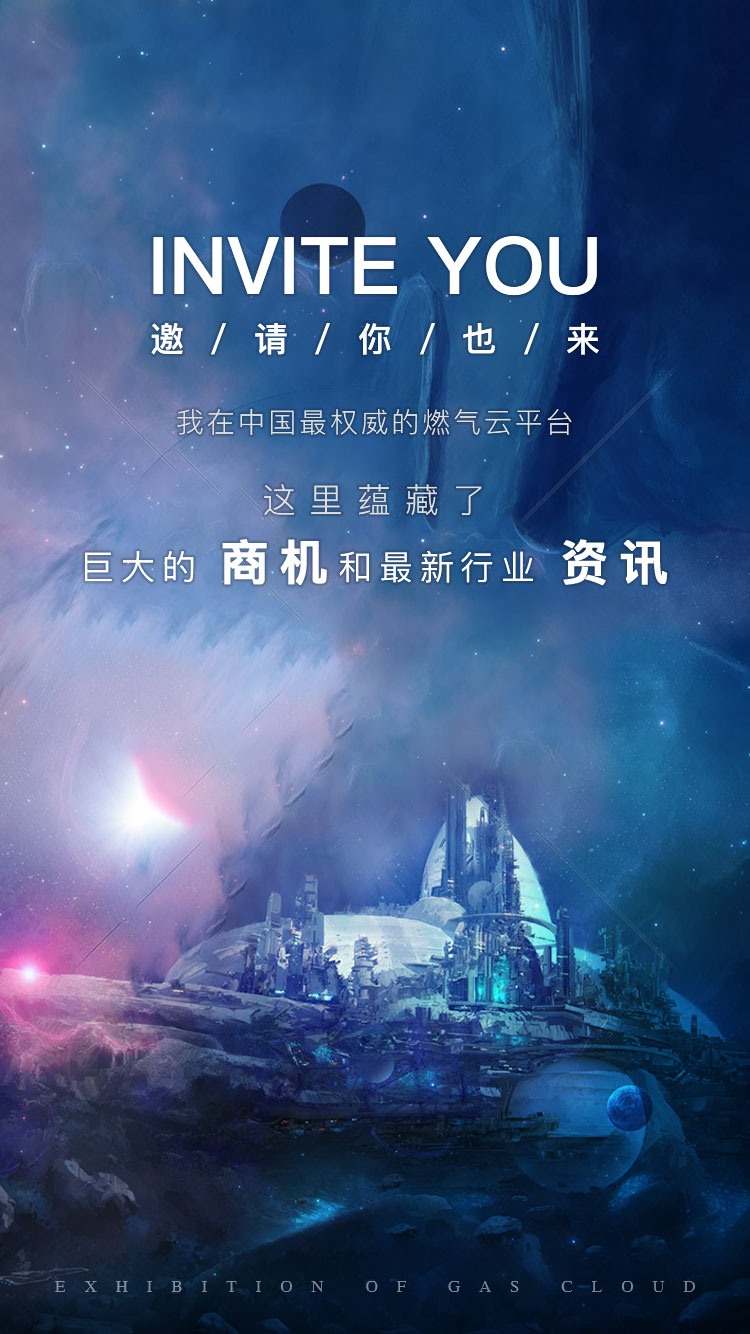 INVITE YOU
邀/请/你/也/来
我在中国最权威的燃气云平台
这里蕴藏了
巨大的 商机和最新行业 资讯
EXHIBITION OF GAS CLOUD